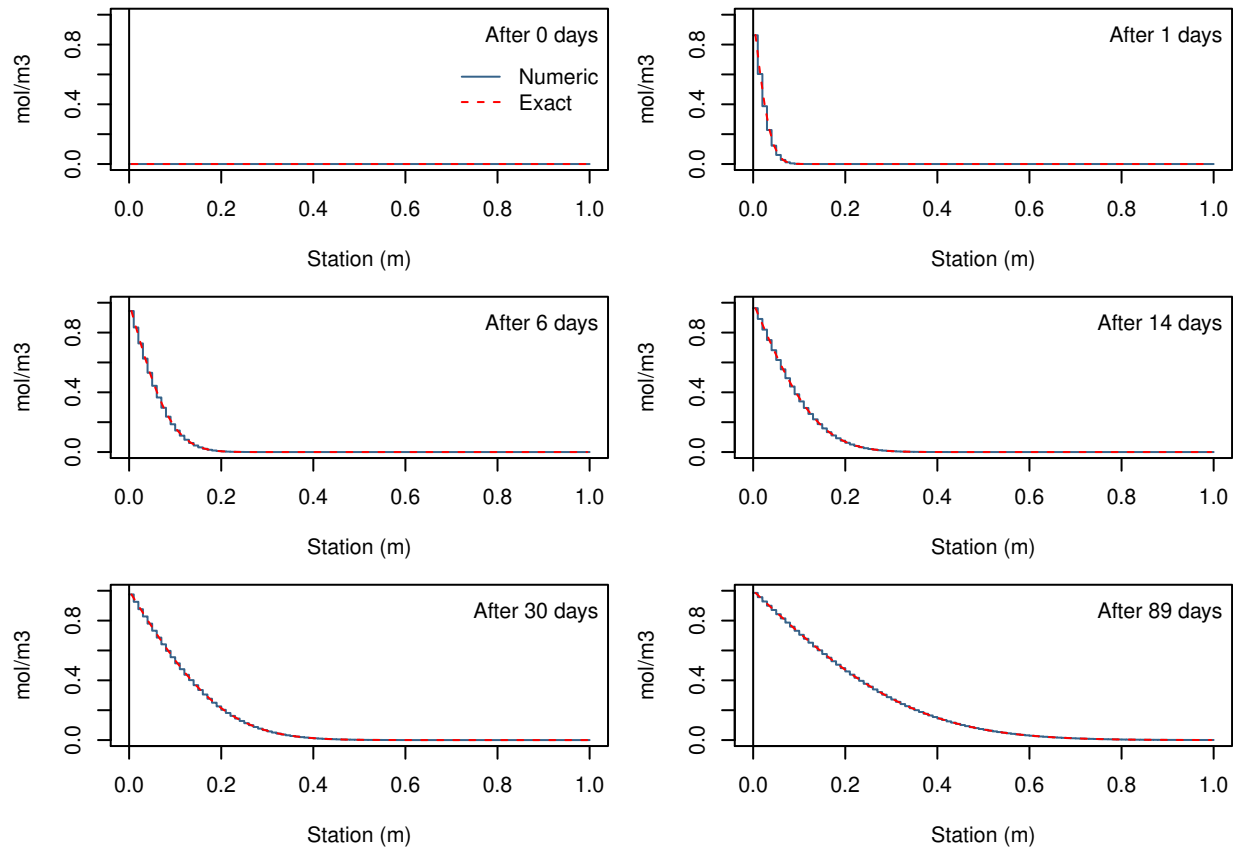 After 0 days
Numeric
Exact
mol/m3
0.0 0.4 0.8
0.0 0.2 0.4 0.6 0.8 1.0
Station (m)
After 1 days
mol/m3
0.0 0.4 0.8
0.0 0.2 0.4 0.6 0.8 1.0
Station (m)
After 6 days
mol/m3
0.0 0.4 0.8
0.0 0.2 0.4 0.6 0.8 1.0
Station (m)
After 14 days
mol/m3
0.0 0.4 0.8
0.0 0.2 0.4 0.6 0.8 1.0
Station (m)
After 30 days
mol/m3
0.0 0.4 0.8
0.0 0.2 0.4 0.6 0.8 1.0
Station (m)
After 89 days
mol/m3
0.0 0.4 0.8
0.0 0.2 0.4 0.6 0.8 1.0
Station (m)